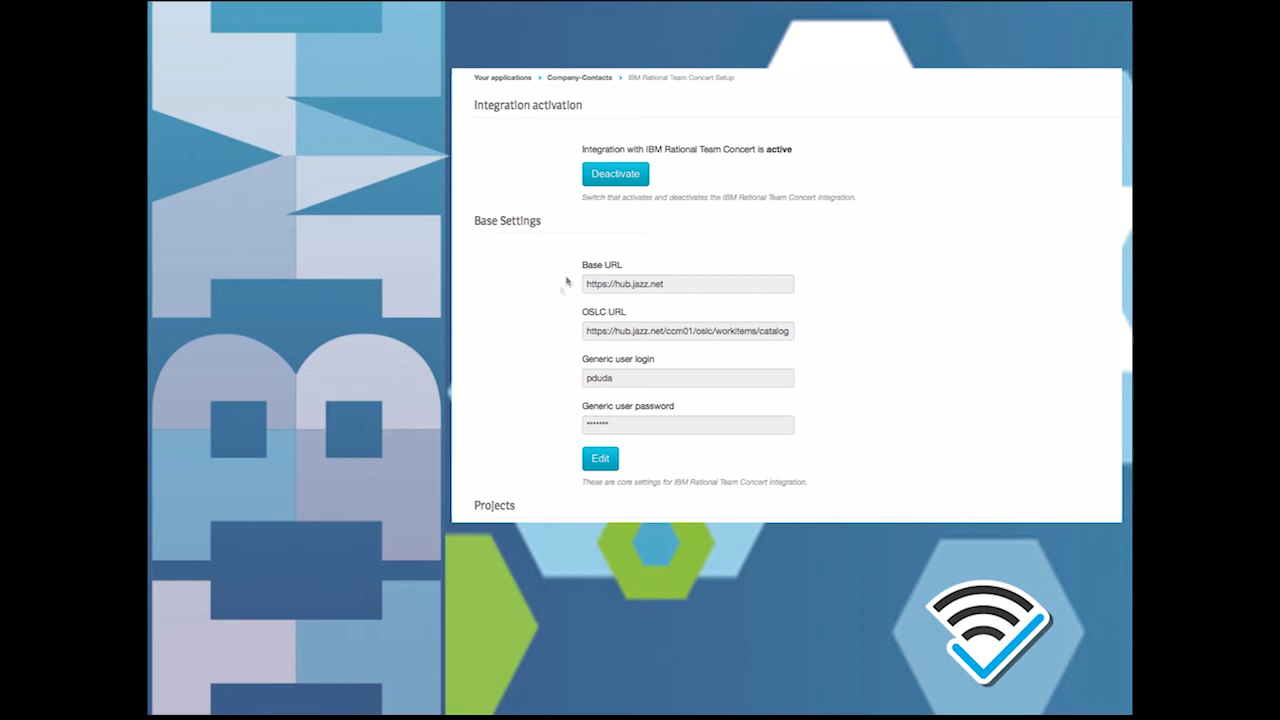 Your applications > Company-Contacts > IBM Rational Team Concert Setup
Integration activation
Integration with IBM Rational Team Concert is active
Deactivate
Switch that activates and deactivates the IBM Rational Team Concert integration.
Base Settings
Base URL
https://hub.jazz.net
OSLC URL
https://hub.jazz.net/ccm01/oslc/workitems/catalog
Generic user login
pduda
Generic user password
*******
Edit
These are core settings for IBM Rational Team Concert integration.
Projects
IBM